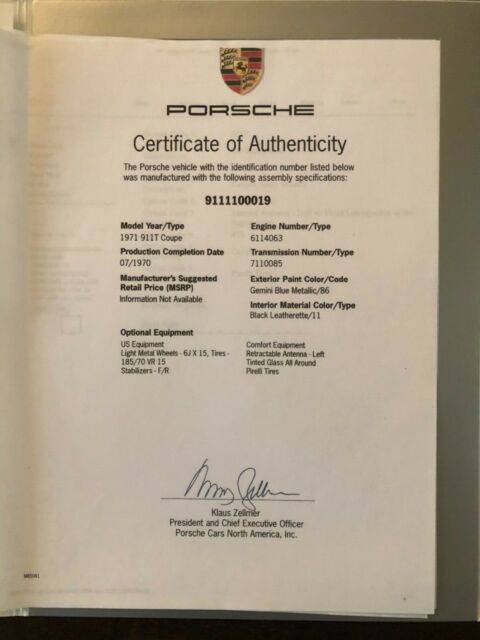 PORSCHE
Certificate of Authenticity
The Porsche vehicle with the identification number listed below
was manufactured with the following assembly specifications:
9111100019
Model Year/Type
1971 911T Coupe
Production Completion Date
07/1970
Manufacturer's Suggested
Retail Price (MSRP)
Information Not Available
Engine Number/Type
6114063
Transmission Number/Type
7110085
Exterior Paint Color/Code
Gemini Blue Metallic/86
Interior Material Color/Type
Black Leatherette/11
Optional Equipment
US Equipment
Light Metal Wheels - 6J X 15, Tires -
185/70 VR 15
Stabilizers - F/R
Comfort Equipment
Retractable Antenna - Left
Tinted Glass All Around
Pirelli Tires
Klaus Zellmer
President and Chief Executive Officer
Porsche Cars North America, Inc.